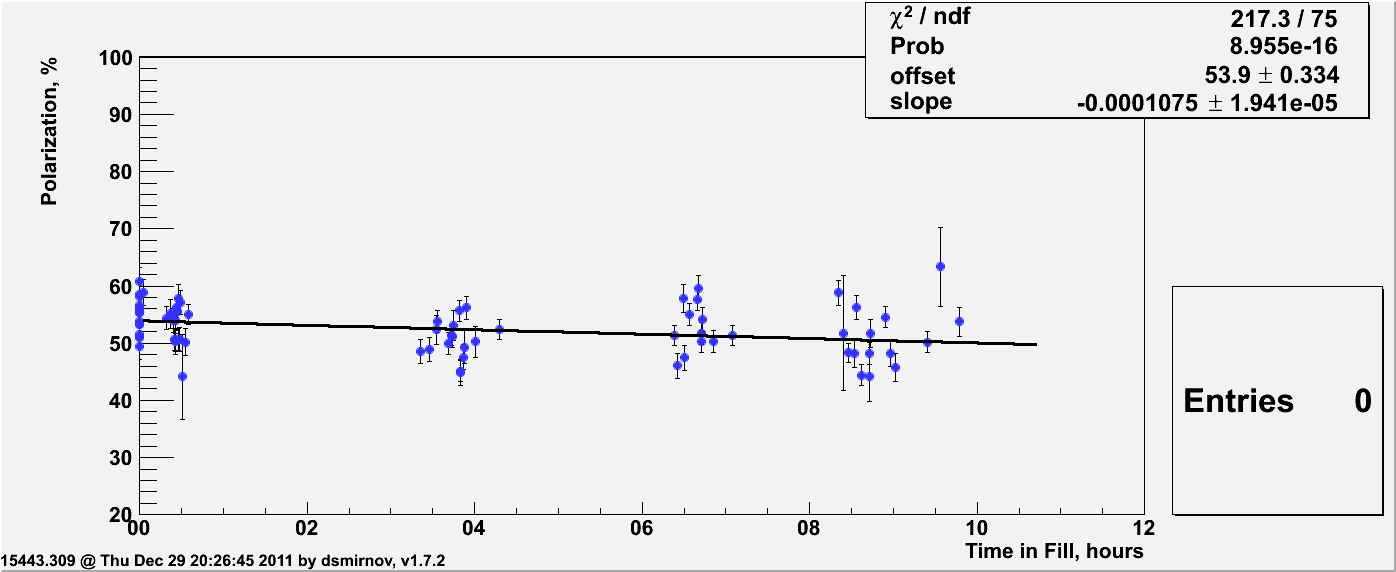 χ² / ndf 217.3 / 75
Prob 8.955e-16
offset 53.9 ± 0.334
slope -0.0001075 ± 1.941e-05
Polarization, %
100
90
80
70
60
50
40
30
20
00 02 04 06 08 10 12
Time in Fill, hours
Entries 0
15443.309 @ Thu Dec 29 20:26:45 2011 by dsmirnov, v1.7.2